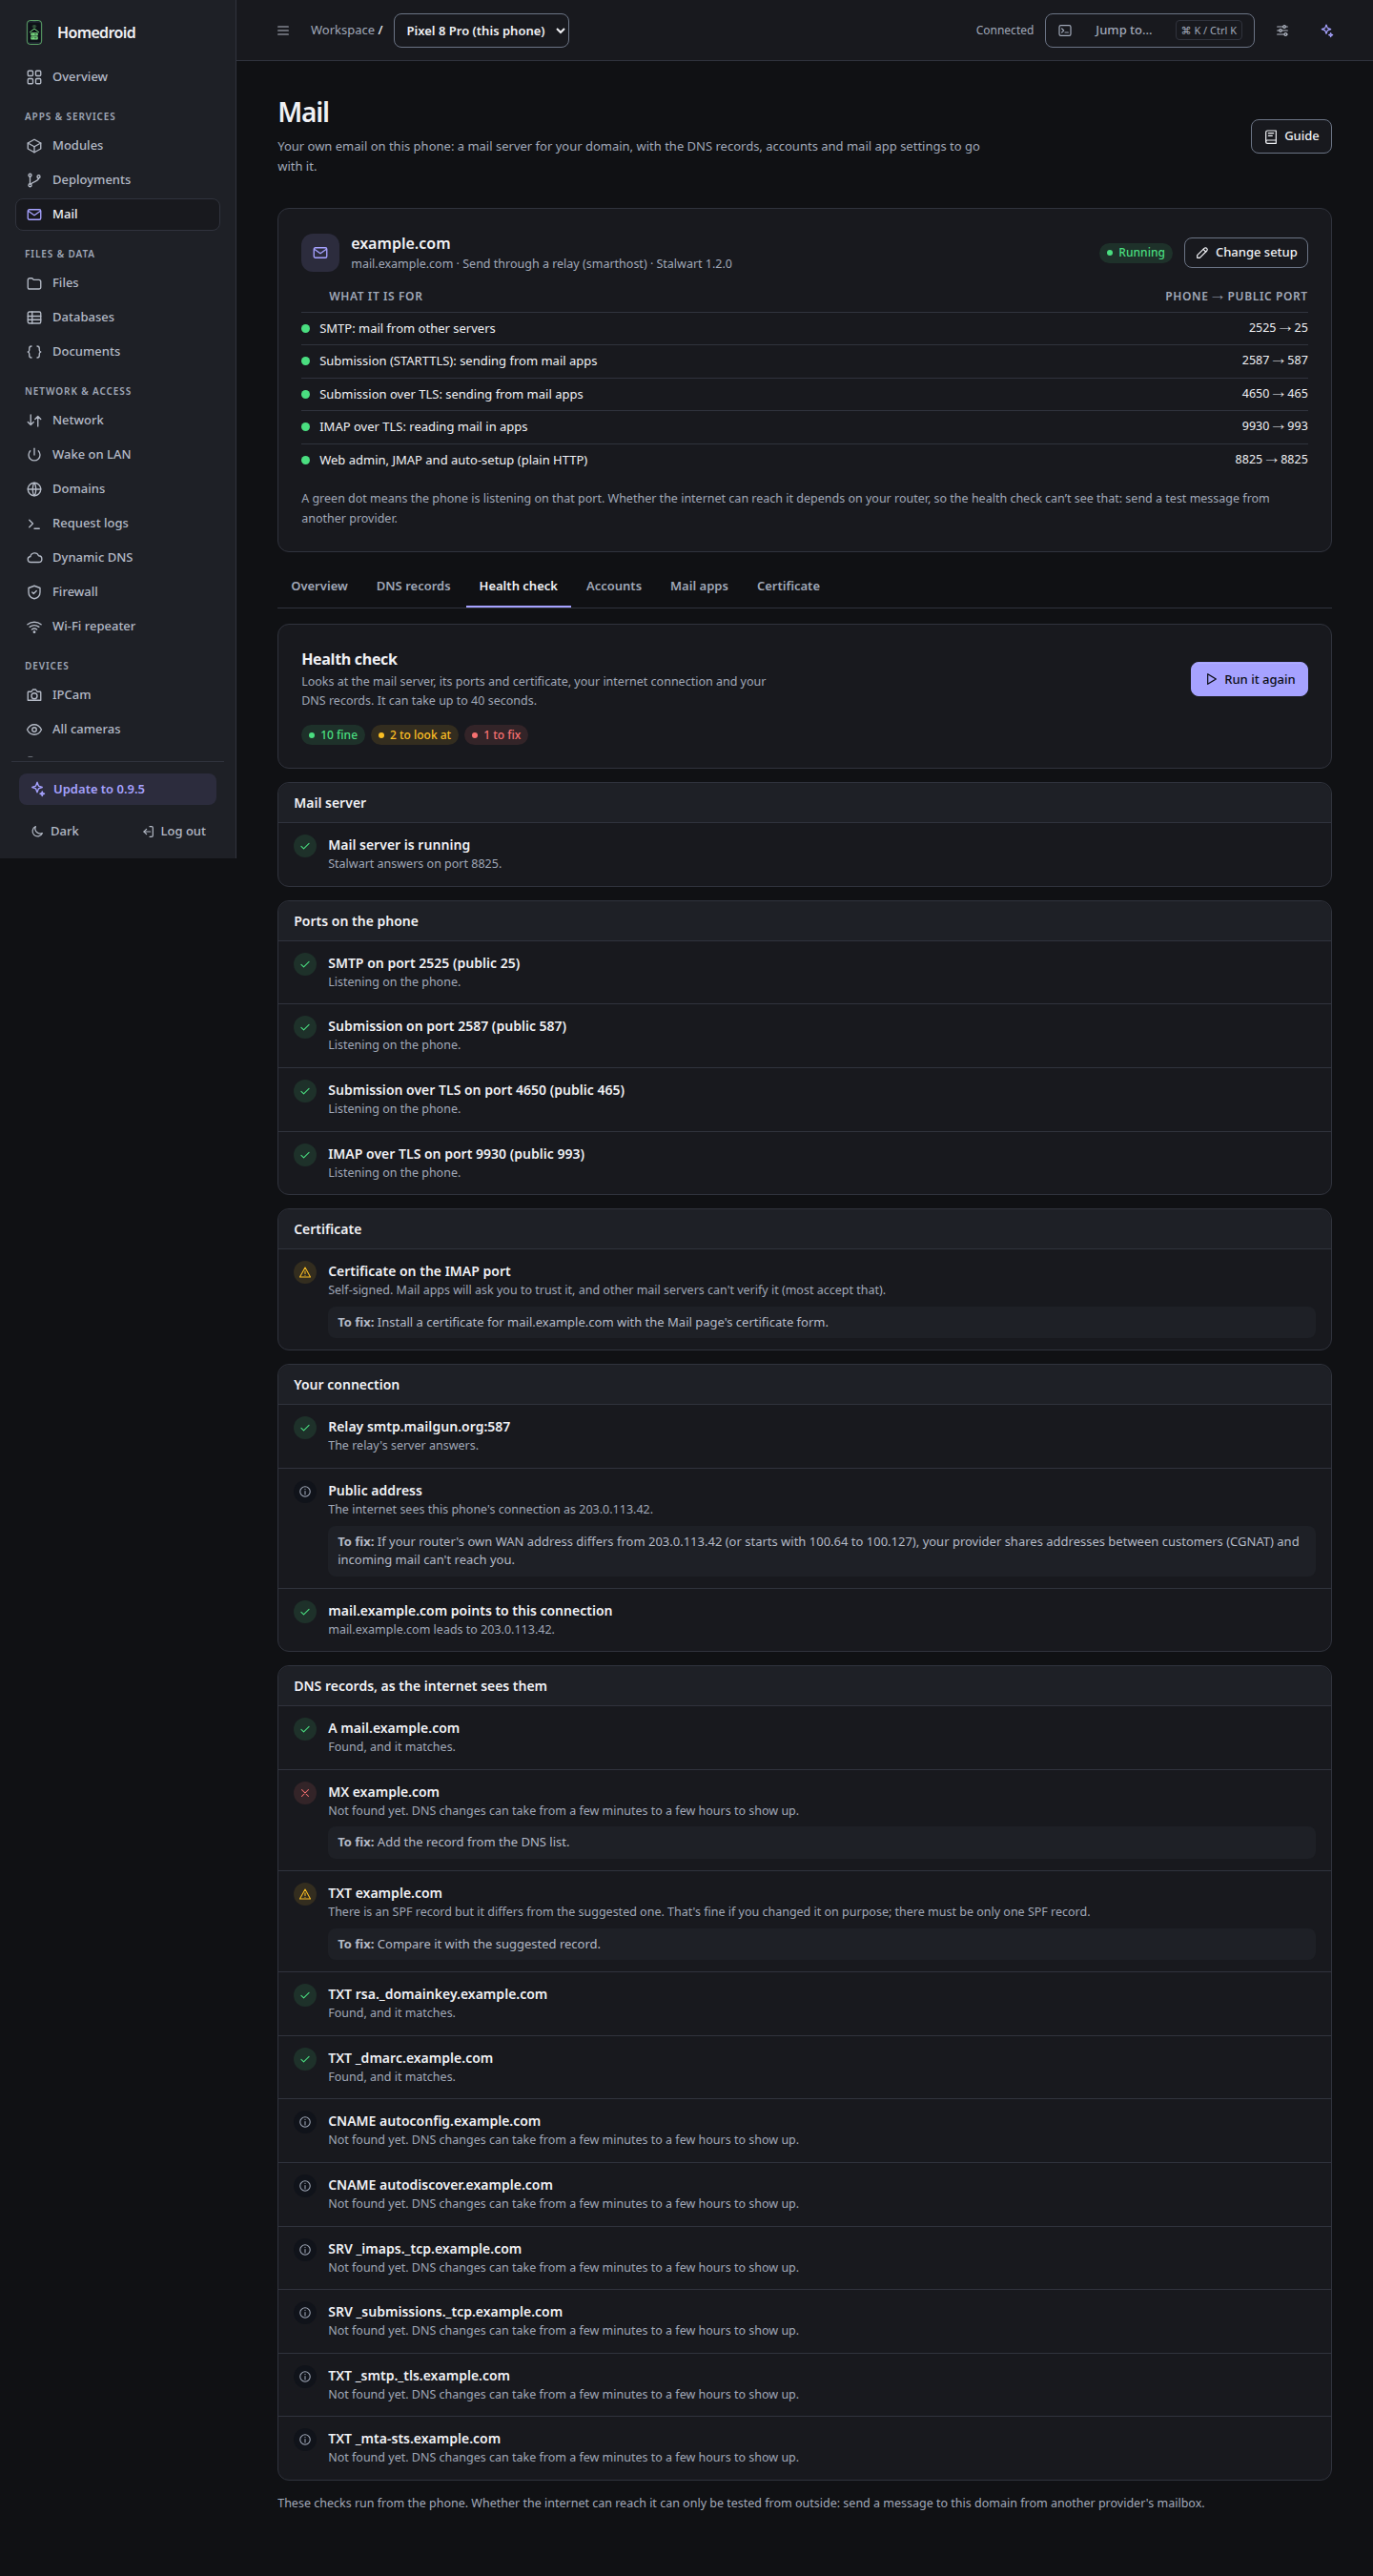 Homedroid
Overview
APPS & SERVICES
Modules
Deployments
Mail
FILES & DATA
Files
Databases
Documents
NETWORK & ACCESS
Network
Wake on LAN
Domains
Request logs
Dynamic DNS
Firewall
Wi-Fi repeater
DEVICES
IPCam
All cameras
Update to 0.9.5
Dark
Log out
Workspace /
Pixel 8 Pro (this phone)
Connected
Jump to...
⌘ K / Ctrl K
Mail
Your own email on this phone: a mail server for your domain, with the DNS records, accounts and mail app settings to go
with it.
Guide
example.com
mail.example.com · Send through a relay (smarthost) · Stalwart 1.2.0
Running
Change setup
WHAT IT IS FOR
PHONE → PUBLIC PORT
SMTP: mail from other servers
2525 → 25
Submission (STARTTLS): sending from mail apps
2587 → 587
Submission over TLS: sending from mail apps
4650 → 465
IMAP over TLS: reading mail in apps
9930 → 993
Web admin, JMAP and auto-setup (plain HTTP)
8825 → 8825
A green dot means the phone is listening on that port. Whether the internet can reach it depends on your router, so the health check can’t see that: send a test message from
another provider.
Overview
DNS records
Health check
Accounts
Mail apps
Certificate
Health check
Looks at the mail server, its ports and certificate, your internet connection and your
DNS records. It can take up to 40 seconds.
Run it again
10 fine
2 to look at
1 to fix
Mail server
Mail server is running
Stalwart answers on port 8825.
Ports on the phone
SMTP on port 2525 (public 25)
Listening on the phone.
Submission on port 2587 (public 587)
Listening on the phone.
Submission over TLS on port 4650 (public 465)
Listening on the phone.
IMAP over TLS on port 9930 (public 993)
Listening on the phone.
Certificate
Certificate on the IMAP port
Self-signed. Mail apps will ask you to trust it, and other mail servers can't verify it (most accept that).
To fix: Install a certificate for mail.example.com with the Mail page's certificate form.
Your connection
Relay smtp.mailgun.org:587
The relay's server answers.
Public address
The internet sees this phone's connection as 203.0.113.42.
To fix: If your router's own WAN address differs from 203.0.113.42 (or starts with 100.64 to 100.127), your provider shares addresses between customers (CGNAT) and
incoming mail can't reach you.
mail.example.com points to this connection
mail.example.com leads to 203.0.113.42.
DNS records, as the internet sees them
A mail.example.com
Found, and it matches.
MX example.com
Not found yet. DNS changes can take from a few minutes to a few hours to show up.
To fix: Add the record from the DNS list.
TXT example.com
There is an SPF record but it differs from the suggested one. That's fine if you changed it on purpose; there must be only one SPF record.
To fix: Compare it with the suggested record.
TXT rsa._domainkey.example.com
Found, and it matches.
TXT _dmarc.example.com
Found, and it matches.
CNAME autoconfig.example.com
Not found yet. DNS changes can take from a few minutes to a few hours to show up.
CNAME autodiscover.example.com
Not found yet. DNS changes can take from a few minutes to a few hours to show up.
SRV _imaps._tcp.example.com
Not found yet. DNS changes can take from a few minutes to a few hours to show up.
SRV _submissions._tcp.example.com
Not found yet. DNS changes can take from a few minutes to a few hours to show up.
TXT _smtp._tls.example.com
Not found yet. DNS changes can take from a few minutes to a few hours to show up.
TXT _mta-sts.example.com
Not found yet. DNS changes can take from a few minutes to a few hours to show up.
These checks run from the phone. Whether the internet can reach it can only be tested from outside: send a message to this domain from another provider's mailbox.